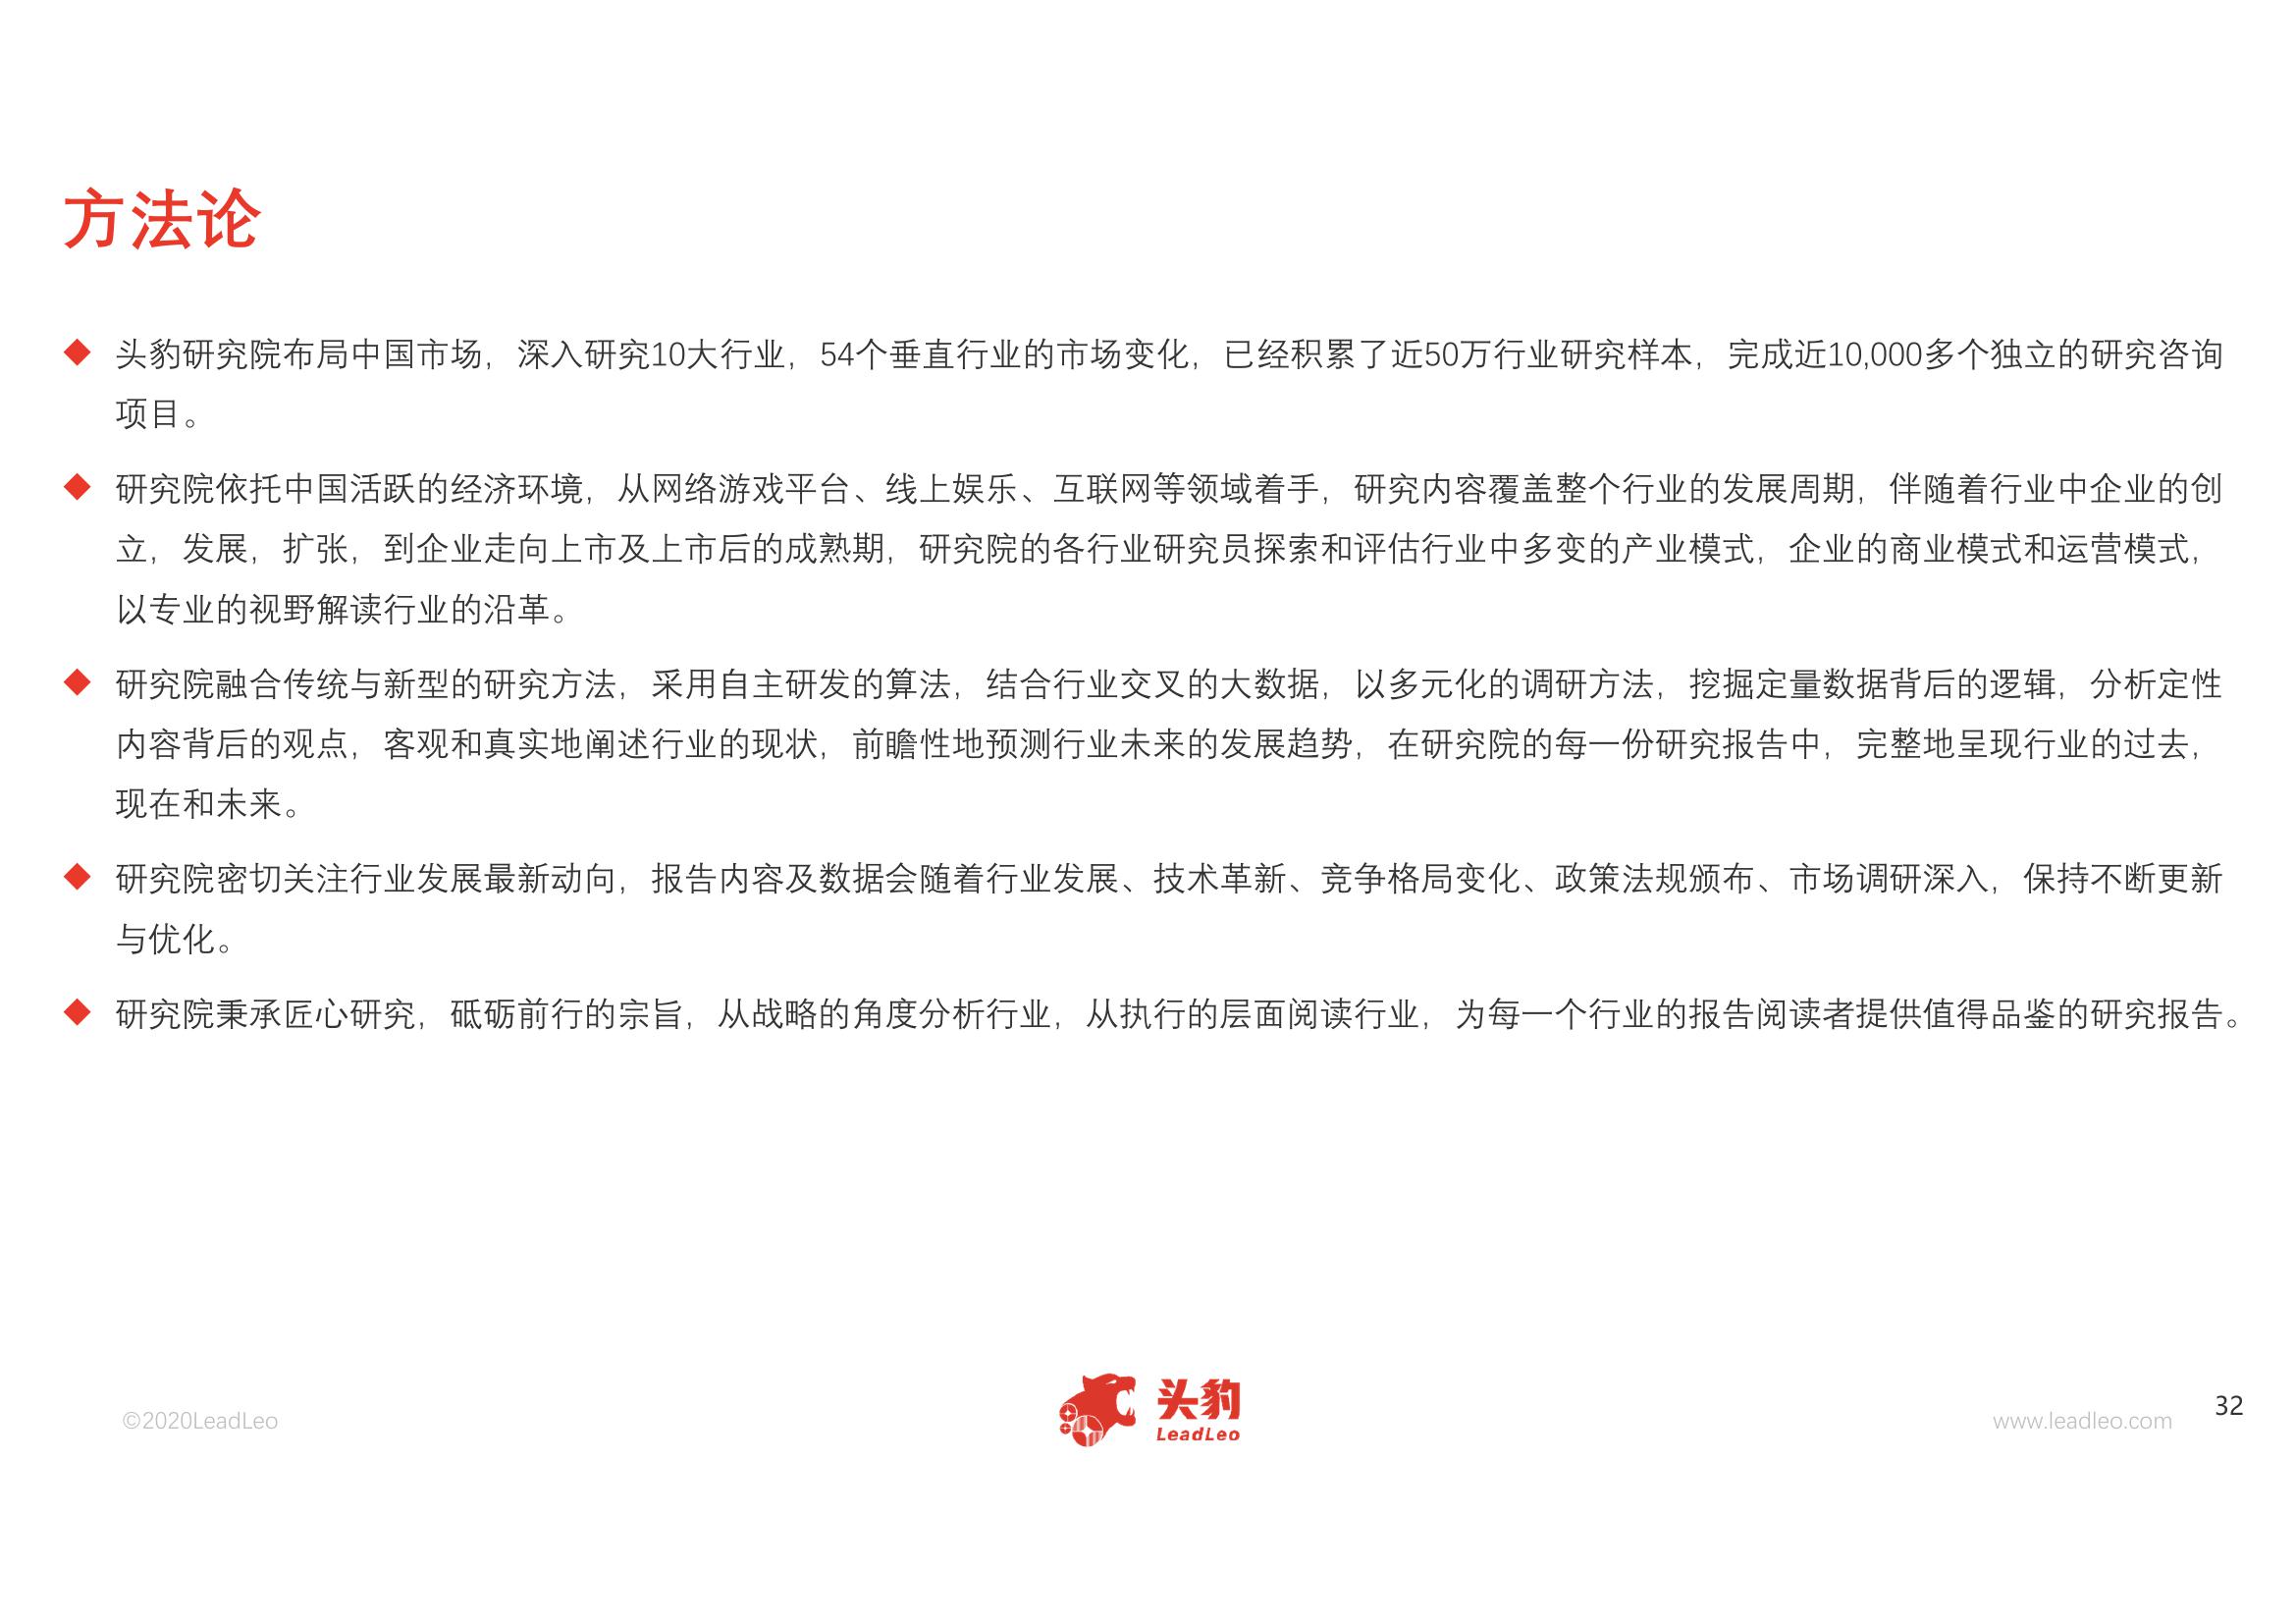 方法论
头豹研究院布局中国市场，深入研究10大行业，54个垂直行业的市场变化，已经积累了近50万行业研究样本，完成近10,000多个独立的研究咨询
项目。
研究院依托中国活跃的经济环境，从网络游戏平台、线上娱乐、互联网等领域着手，研究内容覆盖整个行业的发展周期，伴随着行业中企业的创
立，发展，扩张，到企业走向上市及上市后的成熟期，研究院的各行业研究员探索和评估行业中多变的产业模式，企业的商业模式和运营模式，
以专业的视野解读行业的沿革。
研究院融合传统与新型的研究方法，采用自主研发的算法，结合行业交叉的大数据，以多元化的调研方法，挖掘定量数据背后的逻辑，分析定性
内容背后的观点，客观和真实地阐述行业的现状，前瞻性地预测行业未来的发展趋势，在研究院的每一份研究报告中，完整地呈现行业的过去，
现在和未来。
研究院密切关注行业发展最新动向，报告内容及数据会随着行业发展、技术革新、竞争格局变化、政策法规颁布、市场调研深入，保持不断更新
与优化。
研究院秉承匠心研究，砥砺前行的宗旨，从战略的角度分析行业，从执行的层面阅读行业，为每一个行业的报告阅读者提供值得品鉴的研究报告。
©2020LeadLeo
头豹
LeadLeo
www.leadleo.com
32